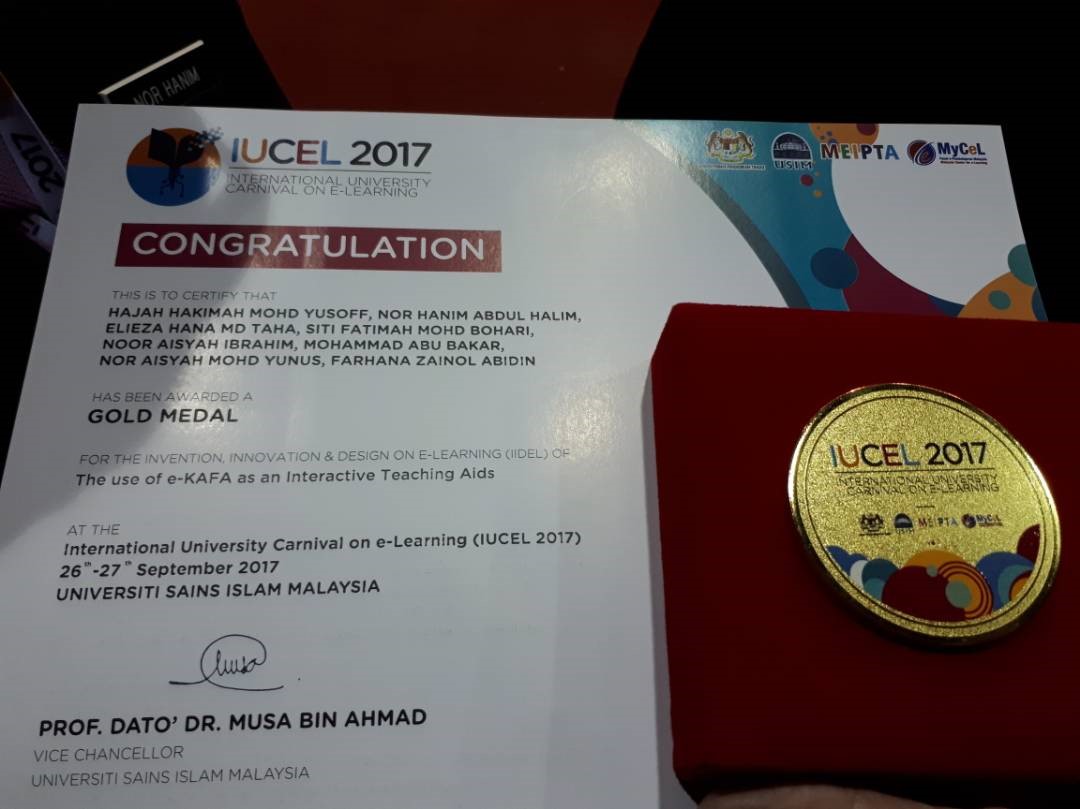 NOR HANIM
2017
IUCEL 2017
INTERNATIONAL UNIVERSITY
CARNIVAL ON E-LEARNING
USIM
MEIPTA
MyCeL
CONGRATULATION
THIS IS TO CERTIFY THAT
HAJAH HAKIMAH MOHD YUSOFF, NOR HANIM ABDUL HALIM,
ELIEZA HANA MD TAHA, SITI FATIMAH MOHD BOHARI,
NOOR AISYAH IBRAHIM, MOHAMMAD ABU BAKAR,
NOR AISYAH MOHD YUNUS, FARHANA ZAINOL ABIDIN
HAS BEEN AWARDED A
GOLD MEDAL
FOR THE INVENTION, INNOVATION & DESIGN ON E-LEARNING (IIDEL) OF
The use of e-KAFA as an Interactive Teaching Aids
AT THE
International University Carnival on e-Learning (IUCEL 2017)
26th-27th September 2017
UNIVERSITI SAINS ISLAM MALAYSIA
Musa
PROF. DATO' DR. MUSA BIN AHMAD
VICE CHANCELLOR
UNIVERSITI SAINS ISLAM MALAYSIA
IUCEL 2017
INTERNATIONAL UNIVERSITY
CARNIVAL ON E-LEARNING
MEIPTA
MyCeL